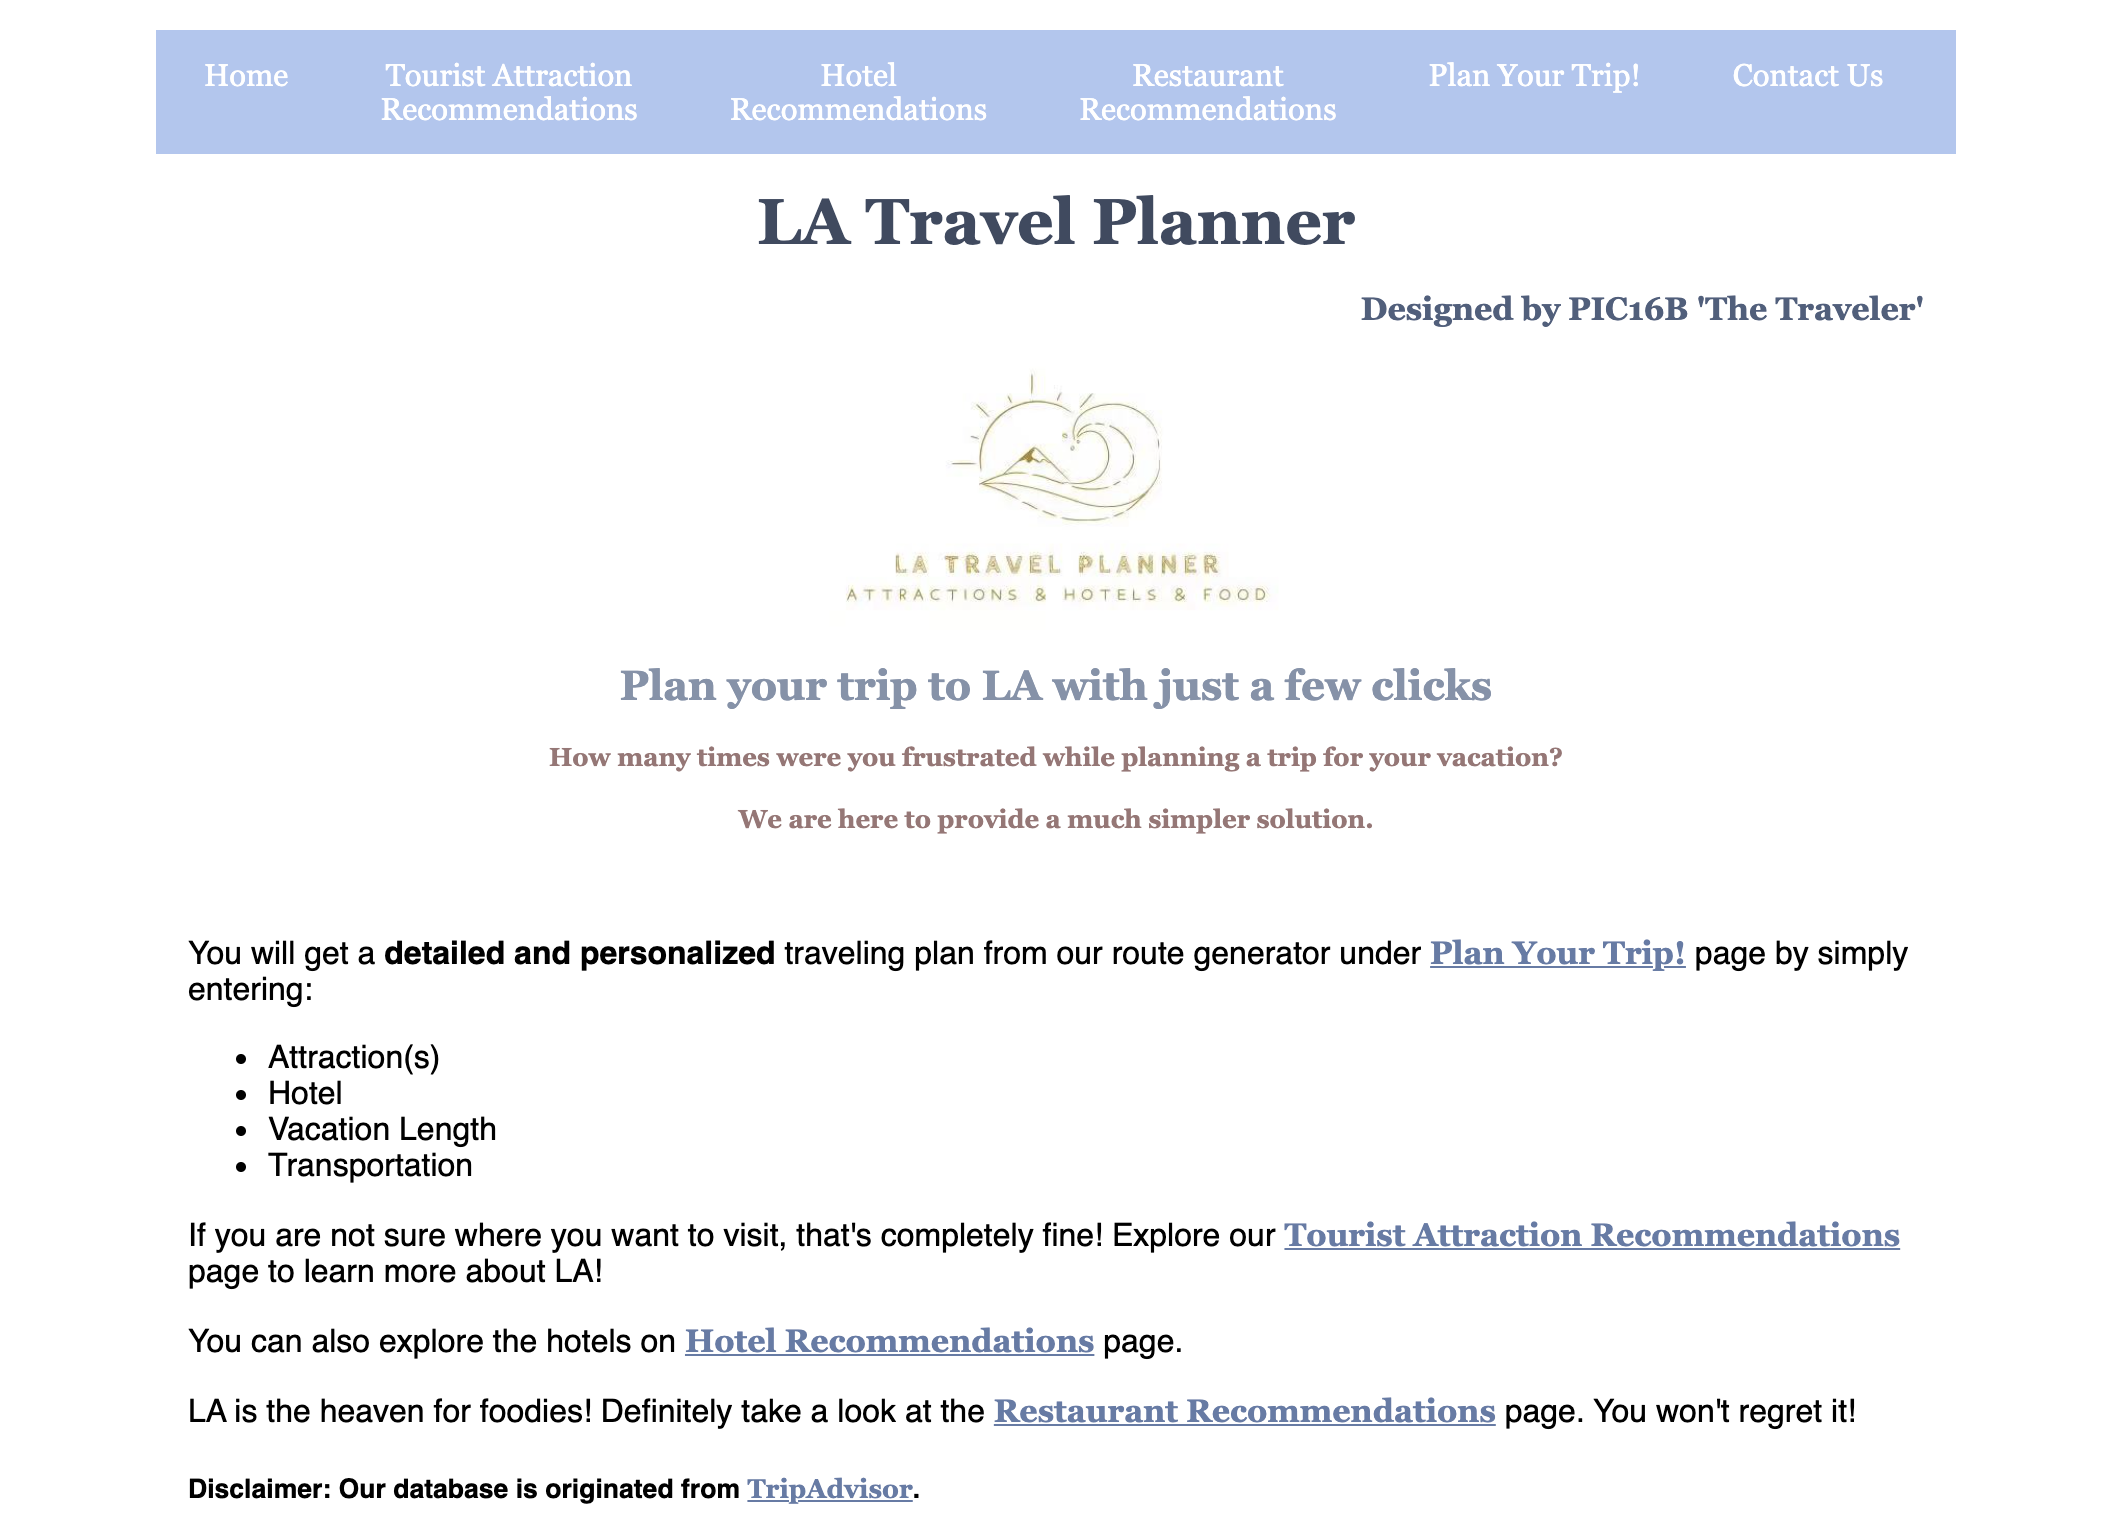 Home
Tourist Attraction
Recommendations
Hotel
Recommendations
Restaurant
Recommendations
Plan Your Trip!
Contact Us
LA Travel Planner
Designed by PIC16B 'The Traveler'
LA TRAVEL PLANNER
ATTRACTIONS & HOTELS & FOOD
Plan your trip to LA with just a few clicks
How many times were you frustrated while planning a trip for your vacation?
We are here to provide a much simpler solution.
You will get a detailed and personalized traveling plan from our route generator under Plan Your Trip! page by simply
entering:
• Attraction(s)
• Hotel
• Vacation Length
• Transportation
If you are not sure where you want to visit, that's completely fine! Explore our Tourist Attraction Recommendations
page to learn more about LA!
You can also explore the hotels on Hotel Recommendations page.
LA is the heaven for foodies! Definitely take a look at the Restaurant Recommendations page. You won't regret it!
Disclaimer: Our database is originated from TripAdvisor.